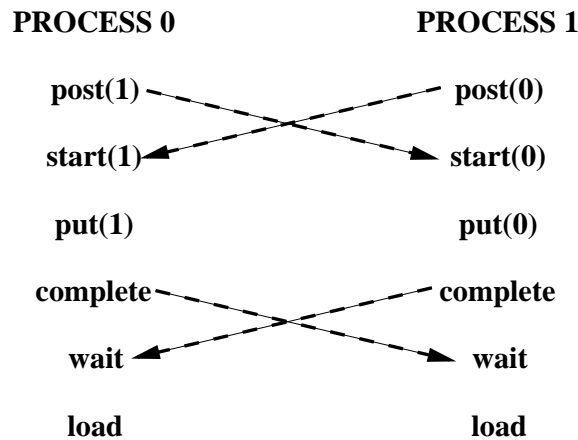 PROCESS 0 PROCESS 1
post(1) post(0)
start(1) start(0)
put(1) put(0)
complete complete
wait wait
load load